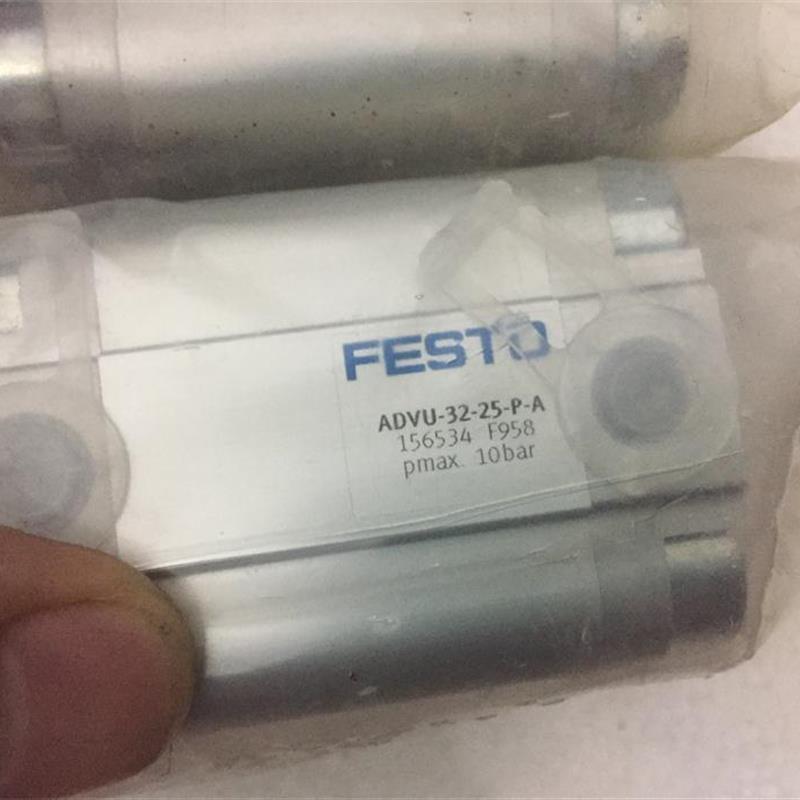 FESTO
ADVU-32-25-P-A
156534 F958
pmax. 10bar